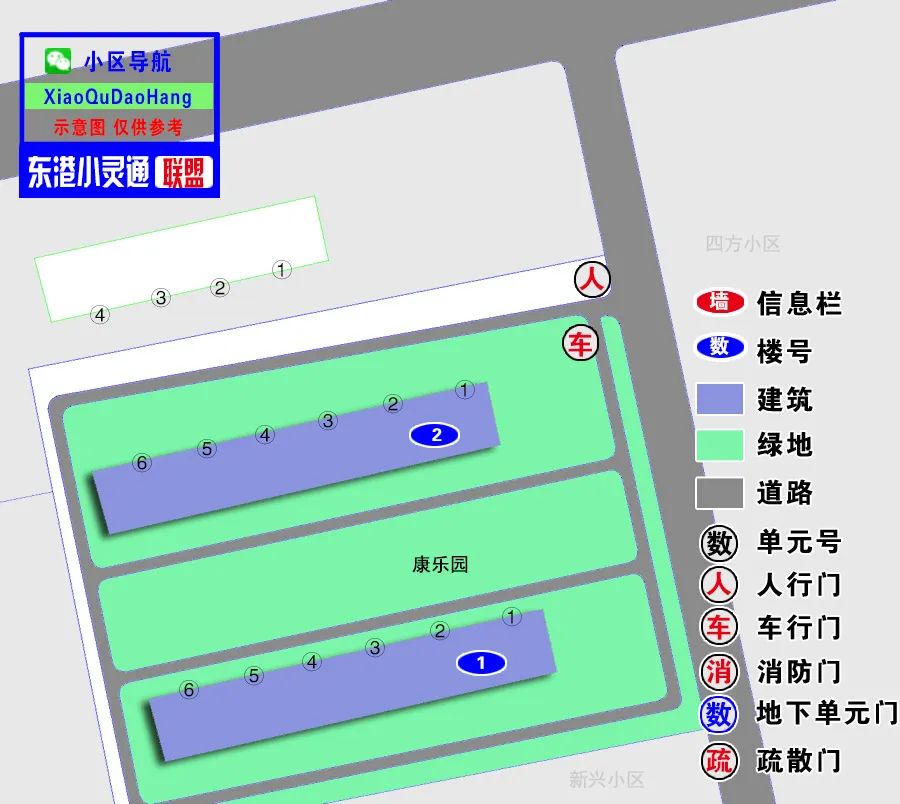 小区导航
XiaoQuDaoHang
示意图 仅供参考
东港小灵通 联盟
四方小区
人
① ② ③ ④
车
① ② ③ ④ ⑤ ⑥
2
康乐园
① ② ③ ④ ⑤ ⑥
1
新兴小区
墙 信息栏
数 楼号
建筑
绿地
道路
数 单元号
人 人行门
车 车行门
消 消防门
数 地下单元门
疏 疏散门